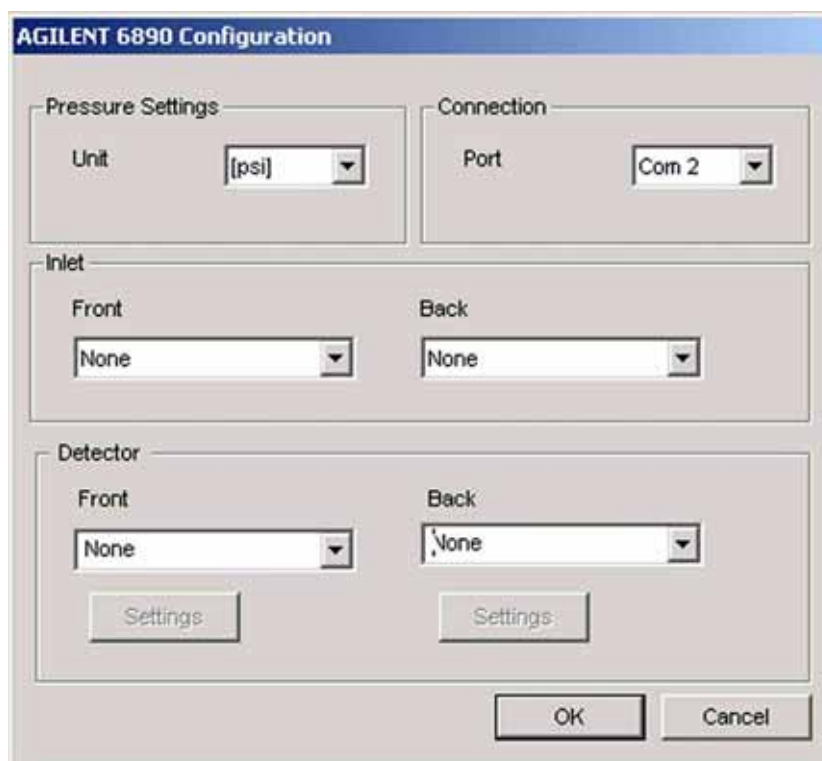 AGILENT 6890 Configuration
Pressure Settings
Unit
[psi]
Connection
Port
Com 2
Inlet
Front
None
Back
None
Detector
Front
None
Settings
Back
None
Settings
OK
Cancel